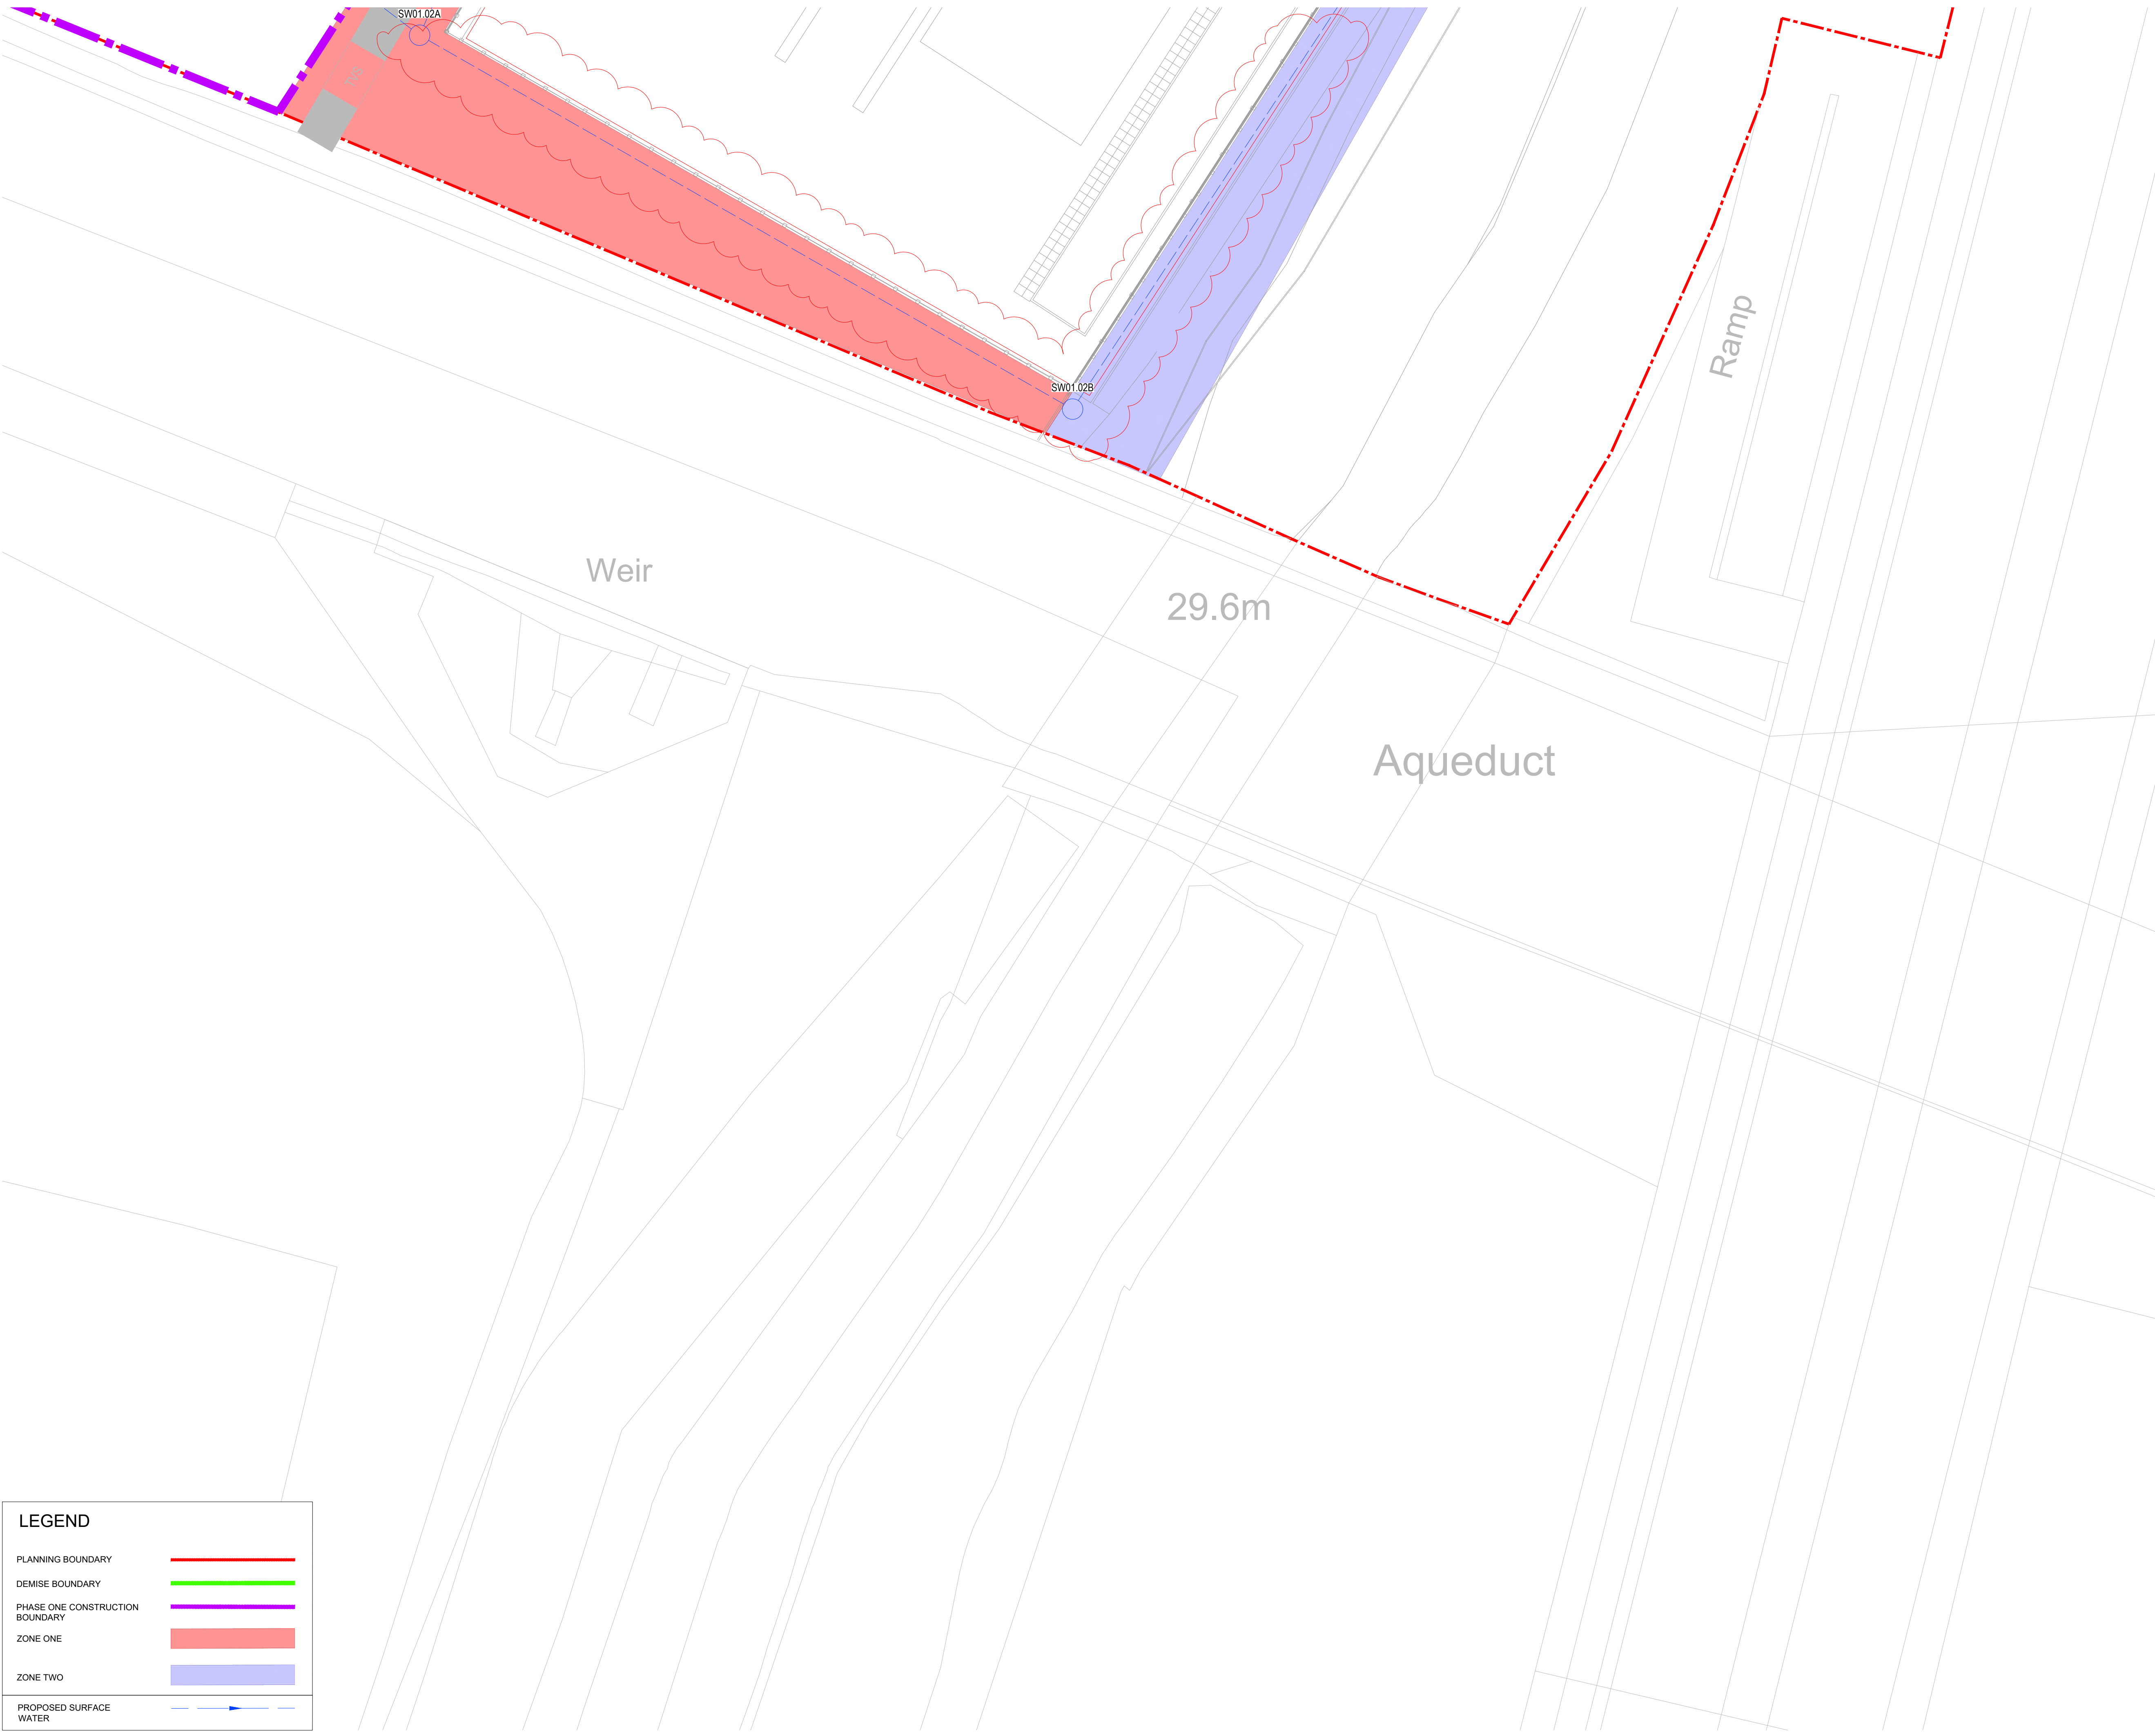 SW01.02A
SW01.02B
Ramp
Weir
29.6m
Aqueduct
LEGEND
PLANNING BOUNDARY
DEMISE BOUNDARY
PHASE ONE CONSTRUCTION
BOUNDARY
ZONE ONE
ZONE TWO
PROPOSED SURFACE
WATER